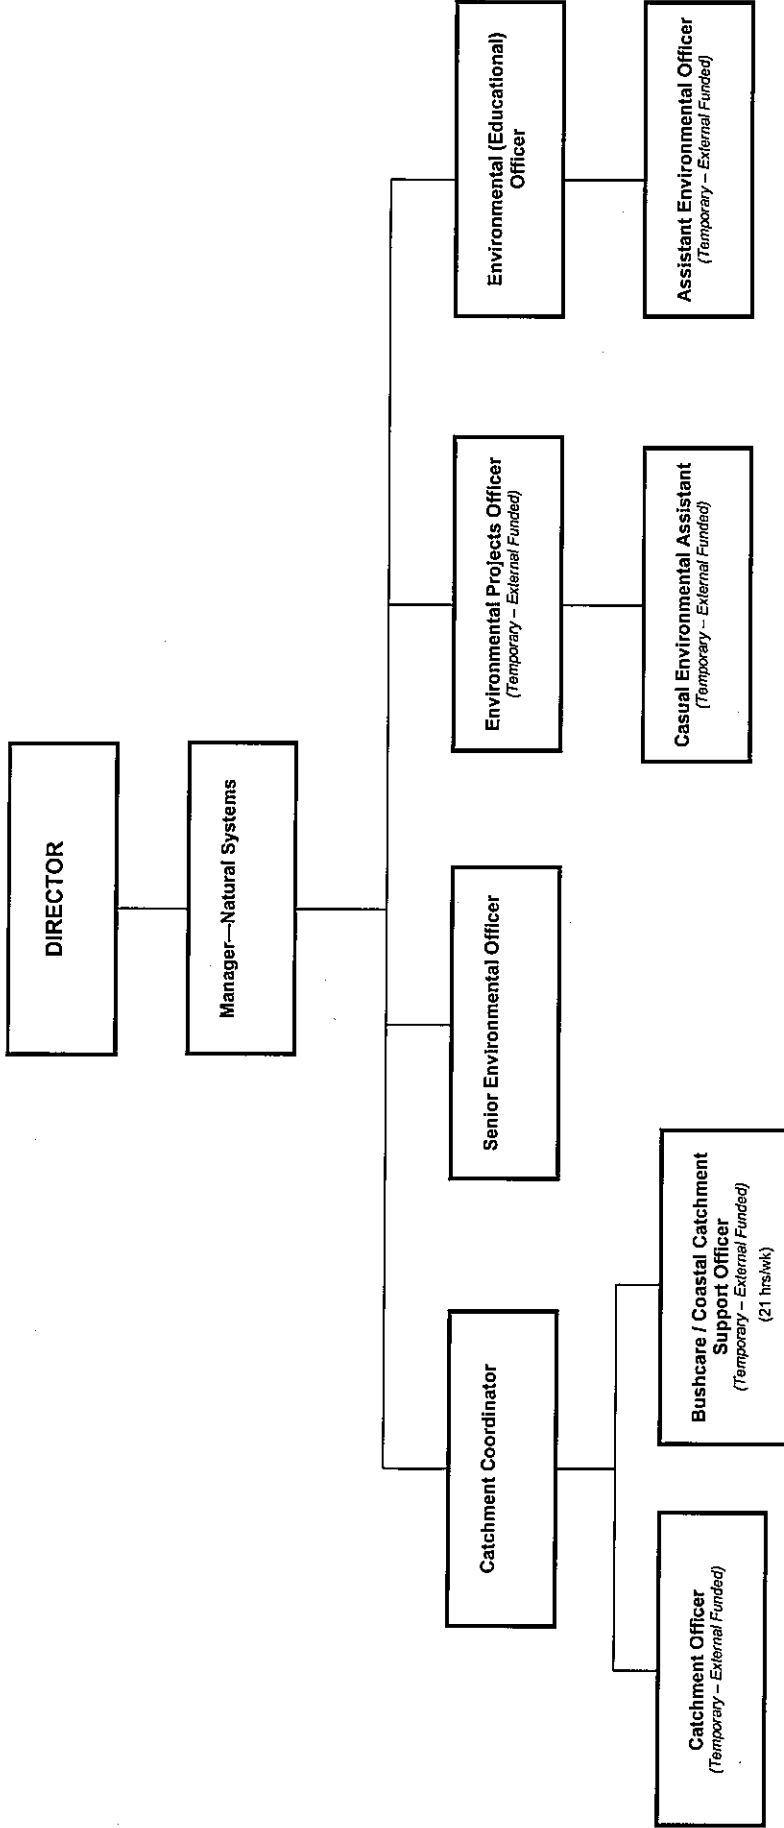 DIRECTOR
Manager—Natural Systems
Catchment Coordinator
Senior Environmental Officer
Environmental Projects Officer
(Temporary – External Funded)
Environmental (Educational)
Officer
Catchment Officer
(Temporary – External Funded)
Bushcare / Coastal Catchment
Support Officer
(Temporary – External Funded)
(21 hrs/wk)
Casual Environmental Assistant
(Temporary – External Funded)
Assistant Environmental Officer
(Temporary – External Funded)